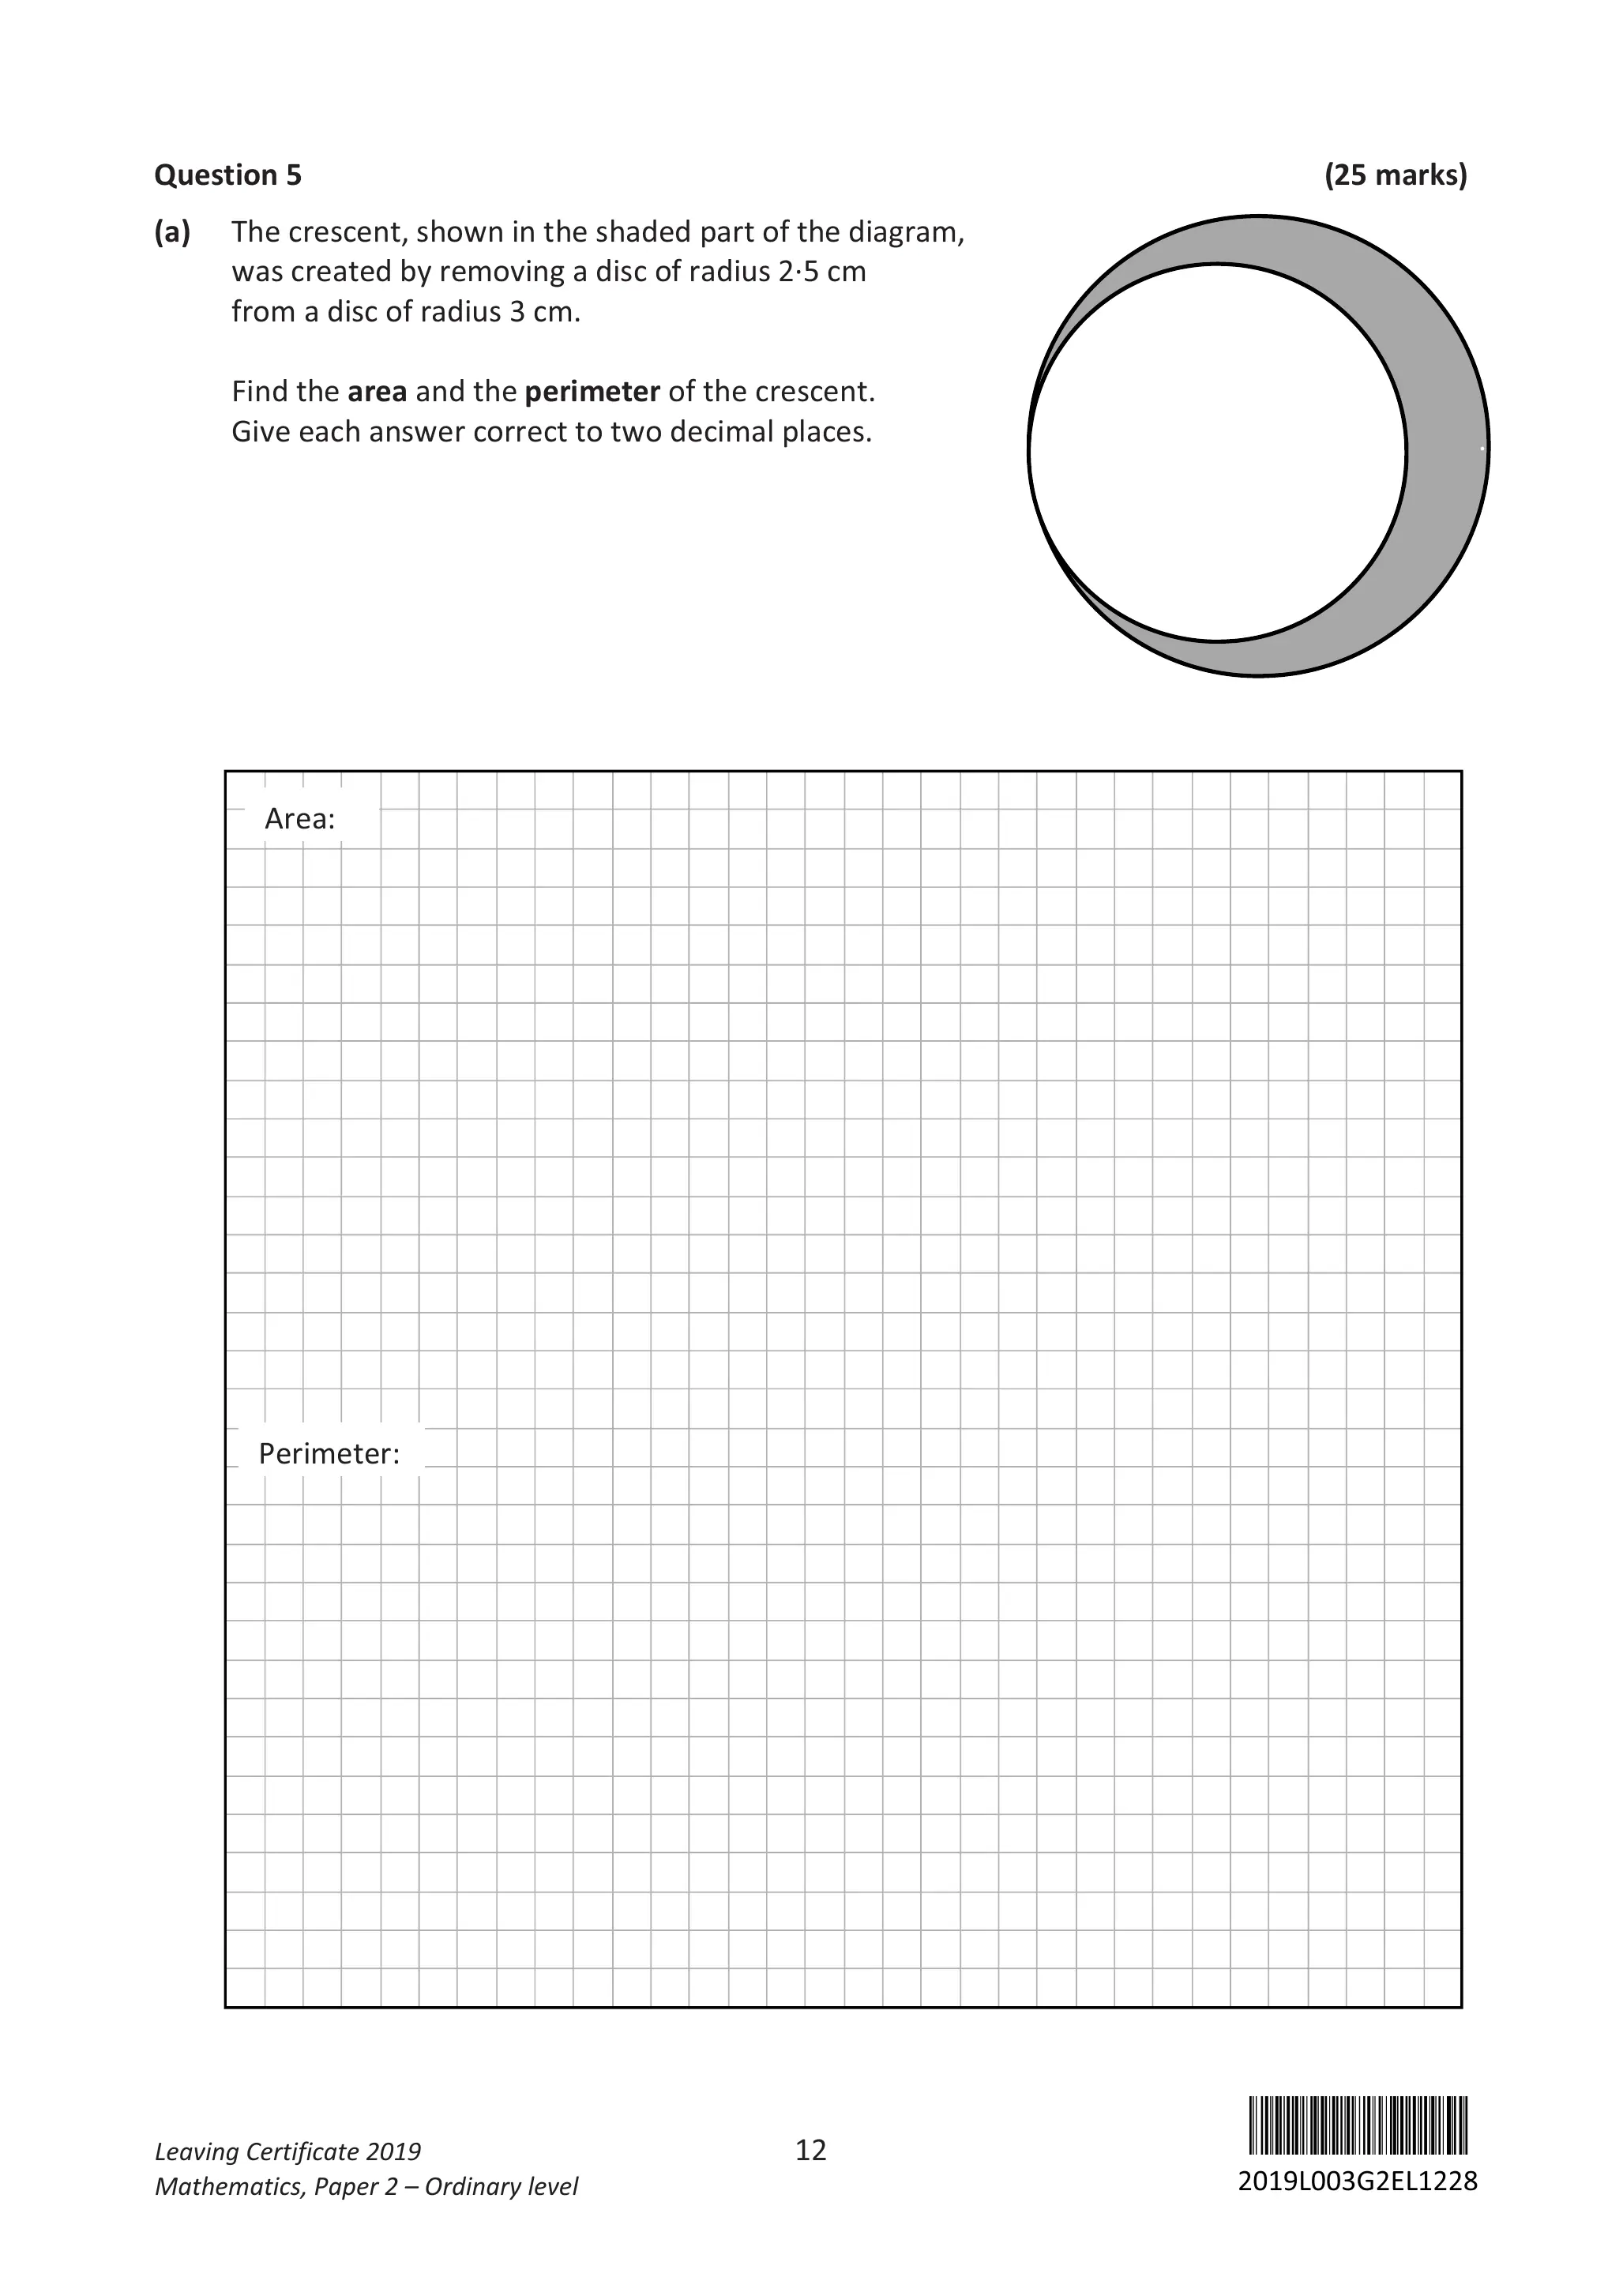 Question 5 (25 marks)
(a) The crescent, shown in the shaded part of the diagram,
was created by removing a disc of radius 2·5 cm
from a disc of radius 3 cm.
Find the area and the perimeter of the crescent.
Give each answer correct to two decimal places.
Area:
Perimeter:
Leaving Certificate 2019
12
Mathematics, Paper 2 – Ordinary level
2019L003G2EL1228